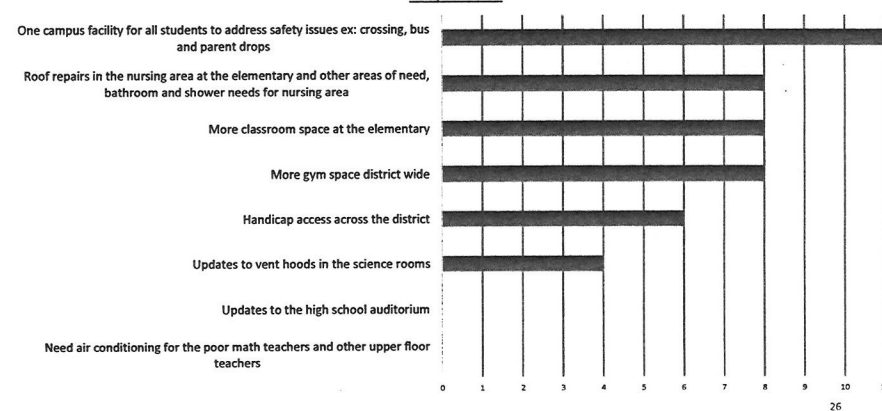 One campus facility for all students to address safety issues ex: crossing, bus
and parent drops
Roof repairs in the nursing area at the elementary and other areas of need,
bathroom and shower needs for nursing area
More classroom space at the elementary
More gym space district wide
Handicap access across the district
Updates to vent hoods in the science rooms
Updates to the high school auditorium
Need air conditioning for the poor math teachers and other upper floor
teachers
0 1 2 3 4 5 6 7 8 9 10
26